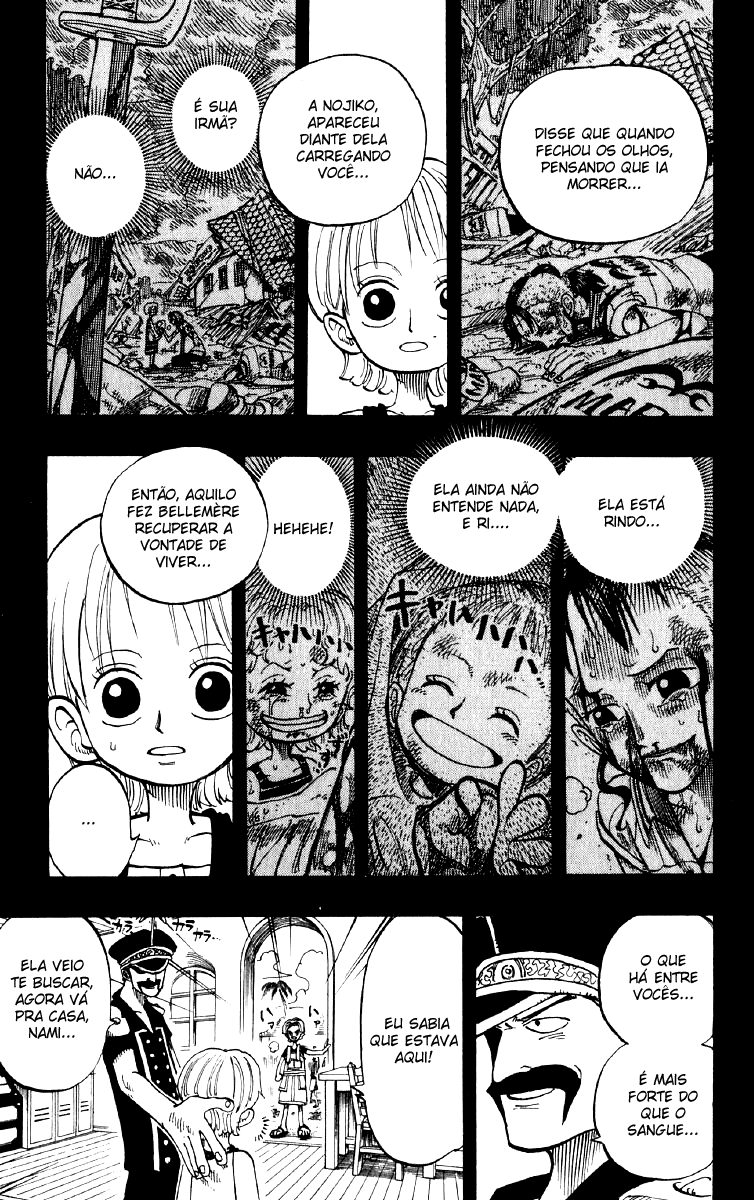 DISSE QUE QUANDO
FECHOU OS OLHOS,
PENSANDO QUE IA
MORRER...
A NOJIKO,
APARECEU
DIANTE DELA
CARREGANDO
VOCÊ...
É SUA
IRMÃ?
NÃO...
ELA ESTÁ
RINDO...
ELA AINDA NÃO
ENTENDE NADA,
E RI....
HEHEHE!
ENTÃO, AQUILO
FEZ BELLEMÈRE
RECUPERAR A
VONTADE DE
VIVER...
...
O QUE
HÁ ENTRE
VOCÊS...
É MAIS
FORTE
DO QUE O
SANGUE...
EU SABIA
QUE ESTAVA
AQUI!
ELA VEIO
TE BUSCAR,
AGORA VÁ
PRA CASA,
NAMI...